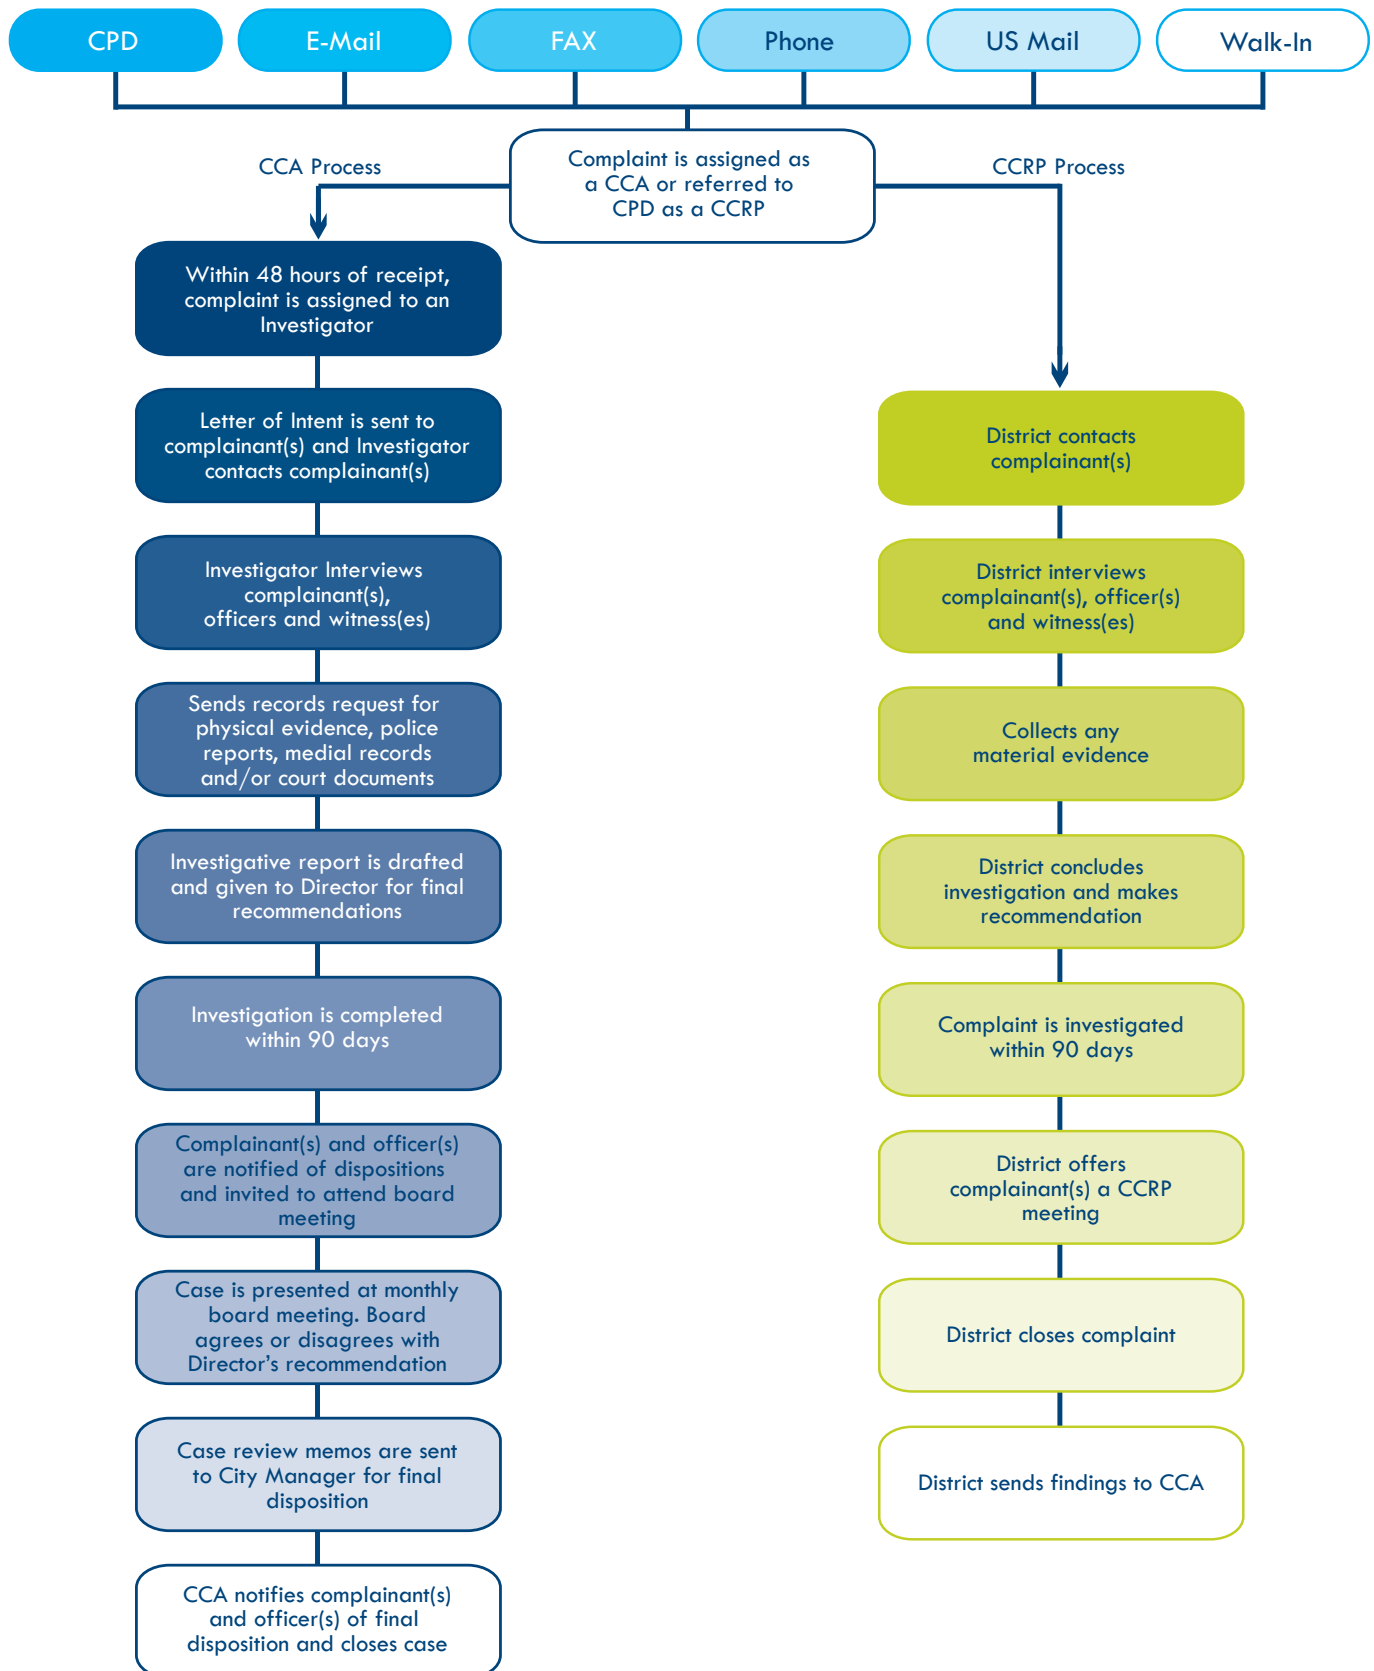 CPD
E-Mail
FAX
Phone
US Mail
Walk-In
CCA Process
Complaint is assigned as
a CCA or referred to
CPD as a CCRP
CCRP Process
Within 48 hours of receipt,
complaint is assigned to an
Investigator
Letter of Intent is sent to
complainant(s) and Investigator
contacts complainant(s)
Investigator Interviews
complainant(s),
officers and witness(es)
Sends records request for
physical evidence, police
reports, medial records
and/or court documents
Investigative report is drafted
and given to Director for final
recommendations
Investigation is completed
within 90 days
Complainant(s) and officer(s)
are notified of dispositions
and invited to attend board
meeting
Case is presented at monthly
board meeting. Board
agrees or disagrees with
Director's recommendation
Case review memos are sent
to City Manager for final
disposition
CCA notifies complainant(s)
and officer(s) of final
disposition and closes case
District contacts
complainant(s)
District interviews
complainant(s), officer(s)
and witness(es)
Collects any
material evidence
District concludes
investigation and makes
recommendation
Complaint is investigated
within 90 days
District offers
complainant(s) a CCRP
meeting
District closes complaint
District sends findings to CCA